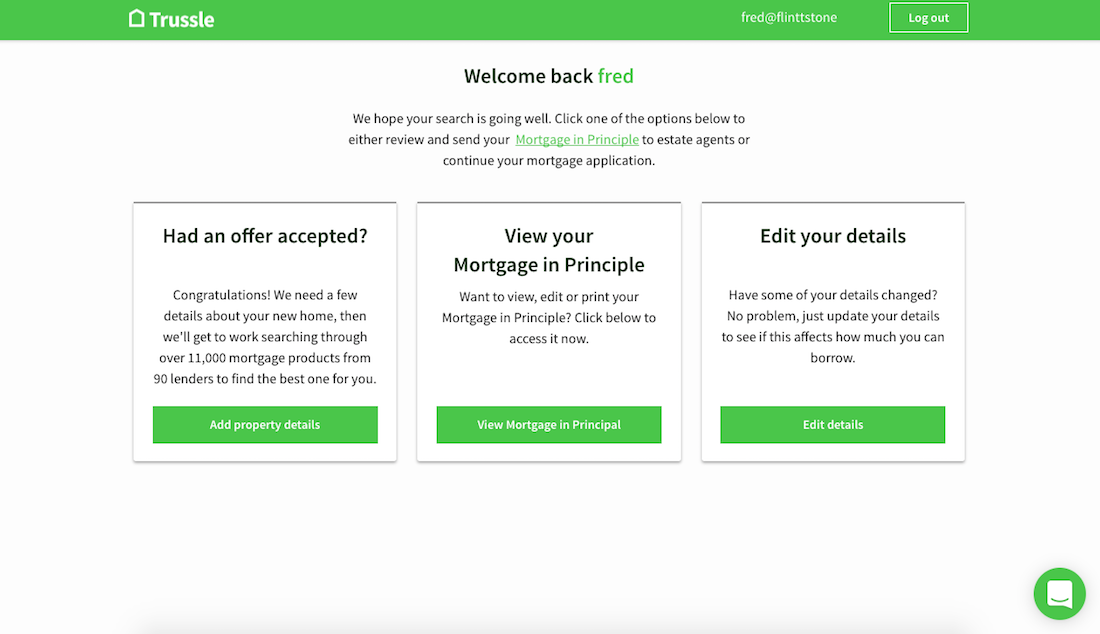 Trussle
fred@flinttstone
Log out
Welcome back fred
We hope your search is going well. Click one of the options below to
either review and send your Mortgage in Principle to estate agents or
continue your mortgage application.
Had an offer accepted?
Congratulations! We need a few
details about your new home, then
we'll get to work searching through
over 11,000 mortgage products from
90 lenders to find the best one for you.
Add property details
View your
Mortgage in Principle
Want to view, edit or print your
Mortgage in Principle? Click below to
access it now.
View Mortgage in Principal
Edit your details
Have some of your details changed?
No problem, just update your details
to see if this affects how much you can
borrow.
Edit details